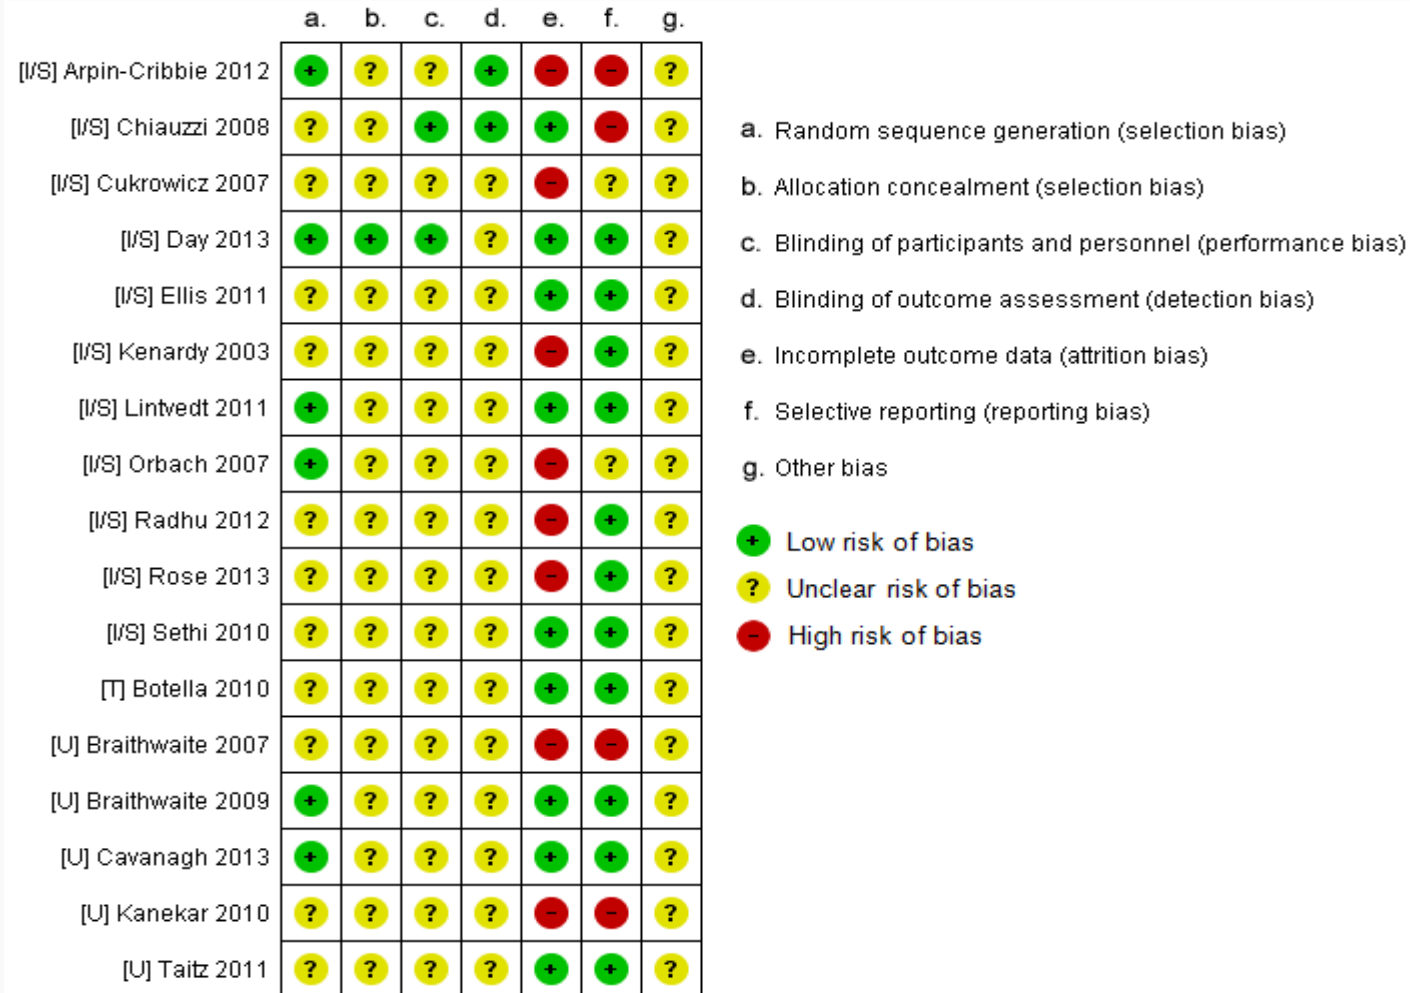 a. b. c. d. e. f. g.
[I/S] Arpin-Cribbie 2012 + ? ? + - - ?
[I/S] Chiauzzi 2008 ? ? + + + - ?
[I/S] Cukrowicz 2007 ? ? ? ? - ? ?
[I/S] Day 2013 + + + ? + + ?
[I/S] Ellis 2011 ? ? ? ? + + ?
[I/S] Kenardy 2003 ? ? ? ? - + ?
[I/S] Lintvedt 2011 + ? ? ? + + ?
[I/S] Orbach 2007 + ? ? ? - ? ?
[I/S] Radhu 2012 ? ? ? ? - + ?
[I/S] Rose 2013 ? ? ? ? - + ?
[I/S] Sethi 2010 ? ? ? ? + + ?
[T] Botella 2010 ? ? ? ? + + ?
[U] Braithwaite 2007 ? ? ? ? - - ?
[U] Braithwaite 2009 + ? ? ? + + ?
[U] Cavanagh 2013 + ? ? ? + + ?
[U] Kanekar 2010 ? ? ? ? - - ?
[U] Taitz 2011 ? ? ? ? + + ?
a. Random sequence generation (selection bias)
b. Allocation concealment (selection bias)
c. Blinding of participants and personnel (performance bias)
d. Blinding of outcome assessment (detection bias)
e. Incomplete outcome data (attrition bias)
f. Selective reporting (reporting bias)
g. Other bias
+ Low risk of bias
? Unclear risk of bias
- High risk of bias